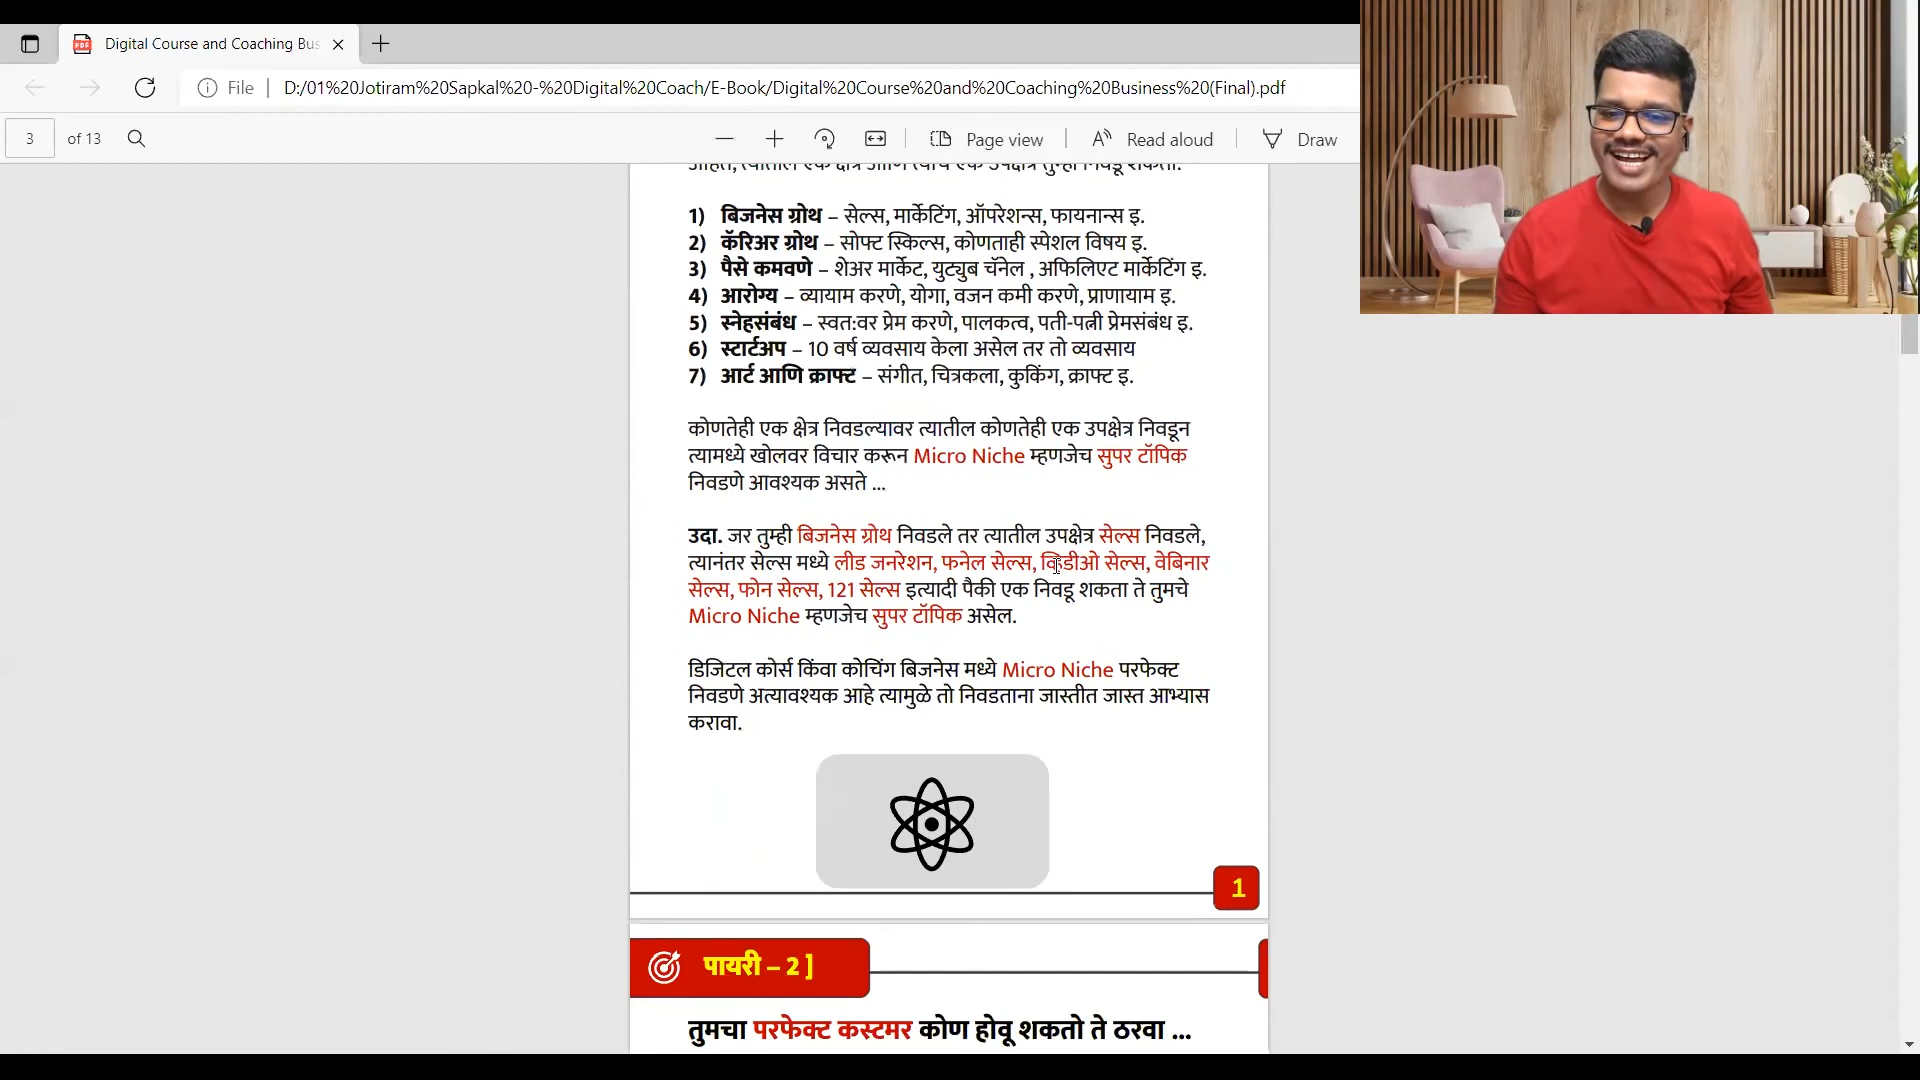 Digital Course and Coaching Bus
File
D:/01%20Jotiram%20Sapkal%20-%20Digital%20Coach/E-Book/Digital%20Course%20and%20Coaching%20Business%20(Final).pdf
3 of 13
Page view
Read aloud
Draw
1) बिजनेस ग्रोथ – सेल्स, मार्केटिंग, ऑपरेशन्स, फायनान्स इ.
2) कॅरिअर ग्रोथ – सोफ्ट स्किल्स, कोणताही स्पेशल विषय इ.
3) पैसे कमवणे – शेअर मार्केट, युट्युब चॅनेल , अफिलिएट मार्केटिंग इ.
4) आरोग्य – व्यायाम करणे, योगा, वजन कमी करणे, प्राणायाम इ.
5) स्नेहसंबंध – स्वत:वर प्रेम करणे, पालकत्व, पती-पत्नी प्रेमसंबंध इ.
6) स्टार्टअप – 10 वर्ष व्यवसाय केला असेल तर तो व्यवसाय
7) आर्ट आणि क्राफ्ट – संगीत, चित्रकला, कुकिंग, क्राफ्ट इ.
कोणतेही एक क्षेत्र निवडल्यावर त्यातील कोणतेही एक उपक्षेत्र निवडून
त्यामध्ये खोलवर विचार करून Micro Niche म्हणजेच सुपर टॉपिक
निवडणे आवश्यक असते ...
उदा. जर तुम्ही बिजनेस ग्रोथ निवडले तर त्यातील उपक्षेत्र सेल्स निवडले,
त्यानंतर सेल्स मध्ये लीड जनरेशन, फनेल सेल्स, व्हिडीओ सेल्स, वेबिनार
सेल्स, फोन सेल्स, 121 सेल्स इत्यादी पैकी एक निवडू शकता ते तुमचे
Micro Niche म्हणजेच सुपर टॉपिक असेल.
डिजिटल कोर्स किंवा कोचिंग बिजनेस मध्ये Micro Niche परफेक्ट
निवडणे अत्यावश्यक आहे त्यामुळे तो निवडताना जास्तीत जास्त आभ्यास
करावा.
1
पायरी – 2 ]
तुमचा परफेक्ट कस्टमर कोण होवू शकतो ते ठरवा ...